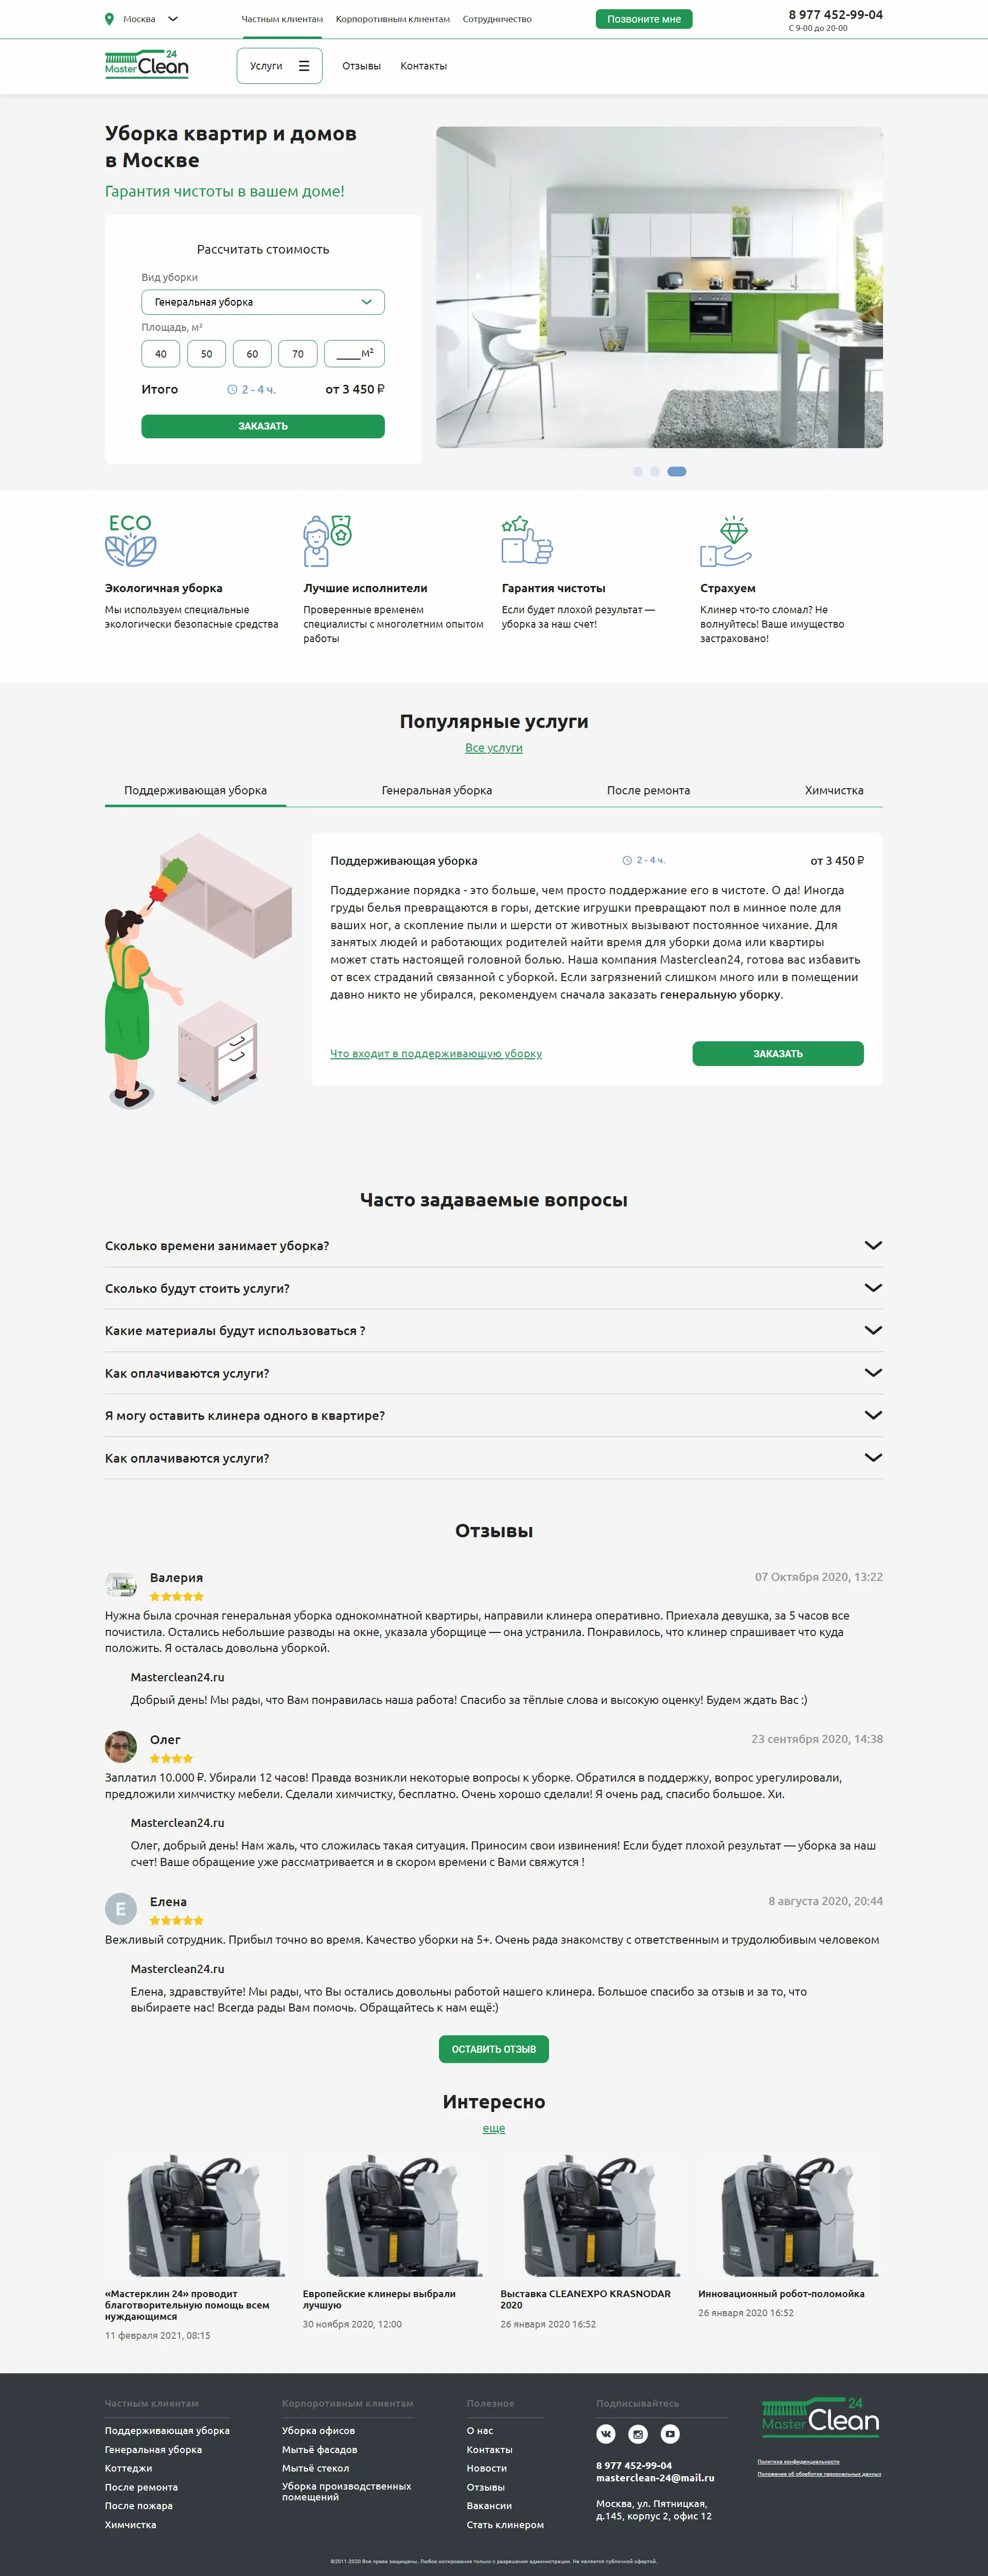 Москва
Частным клиентам
Корпоротивным клиентам
Сотрудничество
Позвоните мне
8 977 452-99-04
С 9-00 до 20-00
MasterClean 24
Услуги
Отзывы
Контакты
Уборка квартир и домов
в Москве
Гарантия чистоты в вашем доме!
Рассчитать стоимость
Вид уборки
Генеральная уборка
Площадь, м²
40
50
60
70
____м²
Итого
2 - 4 ч.
от 3 450 ₽
ЗАКАЗАТЬ
ECO
Экологичная уборка
Мы используем специальные
экологически безопасные средства
Лучшие исполнители
Проверенные временем
специалисты с многолетним опытом
работы
Гарантия чистоты
Если будет плохой результат —
уборка за наш счет!
Страхуем
Клинер что-то сломал? Не
волнуйтесь! Ваше имущество
застраховано!
Популярные услуги
Все услуги
Поддерживающая уборка
Генеральная уборка
После ремонта
Химчистка
Поддерживающая уборка
2 - 4 ч.
от 3 450 ₽
Поддержание порядка - это больше, чем просто поддержание его в чистоте. О да! Иногда
груды белья превращаются в горы, детские игрушки превращают пол в минное поле для
ваших ног, а скопление пыли и шерсти от животных вызывают постоянное чихание. Для
занятых людей и работающих родителей найти время для уборки дома или квартиры
может стать настоящей головной болью. Наша компания Masterclean24, готова вас избавить
от всех страданий связанной с уборкой. Если загрязнений слишком много или в помещении
давно никто не убирался, рекомендуем сначала заказать генеральную уборку.
Что входит в поддерживающую уборку
ЗАКАЗАТЬ
Часто задаваемые вопросы
Сколько времени занимает уборка?
Сколько будут стоить услуги?
Какие материалы будут использоваться ?
Как оплачиваются услуги?
Я могу оставить клинера одного в квартире?
Как оплачиваются услуги?
Отзывы
Валерия
07 Октября 2020, 13:22
Нужна была срочная генеральная уборка однокомнатной квартиры, направили клинера оперативно. Приехала девушка, за 5 часов все
почистила. Остались небольшие разводы на окне, указала уборщице — она устранила. Понравилось, что клинер спрашивает что куда
положить. Я осталась довольна уборкой.
Masterclean24.ru
Добрый день! Мы рады, что Вам понравилась наша работа! Спасибо за тёплые слова и высокую оценку! Будем ждать Вас :)
Олег
23 сентября 2020, 14:38
Заплатил 10.000 ₽. Убирали 12 часов! Правда возникли некоторые вопросы к уборке. Обратился в поддержку, вопрос урегулировали,
предложили химчистку мебели. Сделали химчистку, бесплатно. Очень хорошо сделали! Я очень рад, спасибо большое. Хи.
Masterclean24.ru
Олег, добрый день! Нам жаль, что сложилась такая ситуация. Приносим свои извинения! Если будет плохой результат — уборка за наш
счет! Ваше обращение уже рассматривается и в скором времени с Вами свяжутся !
Е
Елена
8 августа 2020, 20:44
Вежливый сотрудник. Прибыл точно во время. Качество уборки на 5+. Очень рада знакомству с ответственным и трудолюбивым человеком
Masterclean24.ru
Елена, здравствуйте! Мы рады, что Вы остались довольны работой нашего клинера. Большое спасибо за отзыв и за то, что
выбираете нас! Всегда рады Вам помочь. Обращайтесь к нам ещё:)
ОСТАВИТЬ ОТЗЫВ
Интересно
еще
«Мастерклин 24» проводит
благотворительную помощь всем
нуждающимся
11 февраля 2021, 08:15
Европейские клинеры выбрали
лучшую
30 ноября 2020, 12:00
Выставка CLEANEXPO KRASNODAR
2020
26 января 2020 16:52
Инновационный робот-поломойка
26 января 2020 16:52
Частным клиентам
Поддерживающая уборка
Генеральная уборка
Коттеджи
После ремонта
После пожара
Химчистка
Корпоротивным клиентам
Уборка офисов
Мытьё фасадов
Мытьё стекол
Уборка производственных
помещений
Полезное
О нас
Контакты
Новости
Отзывы
Вакансии
Стать клинером
Подписывайтесь
8 977 452-99-04
masterclean-24@mail.ru
Москва, ул. Пятницкая,
д.145, корпус 2, офис 12
MasterClean 24
Политика конфиденциальности
Положение об обработке персональных данных
©2011-2020 Все права защищены. Любое копирование только с разрешения администрации. Не является публичной офертой.